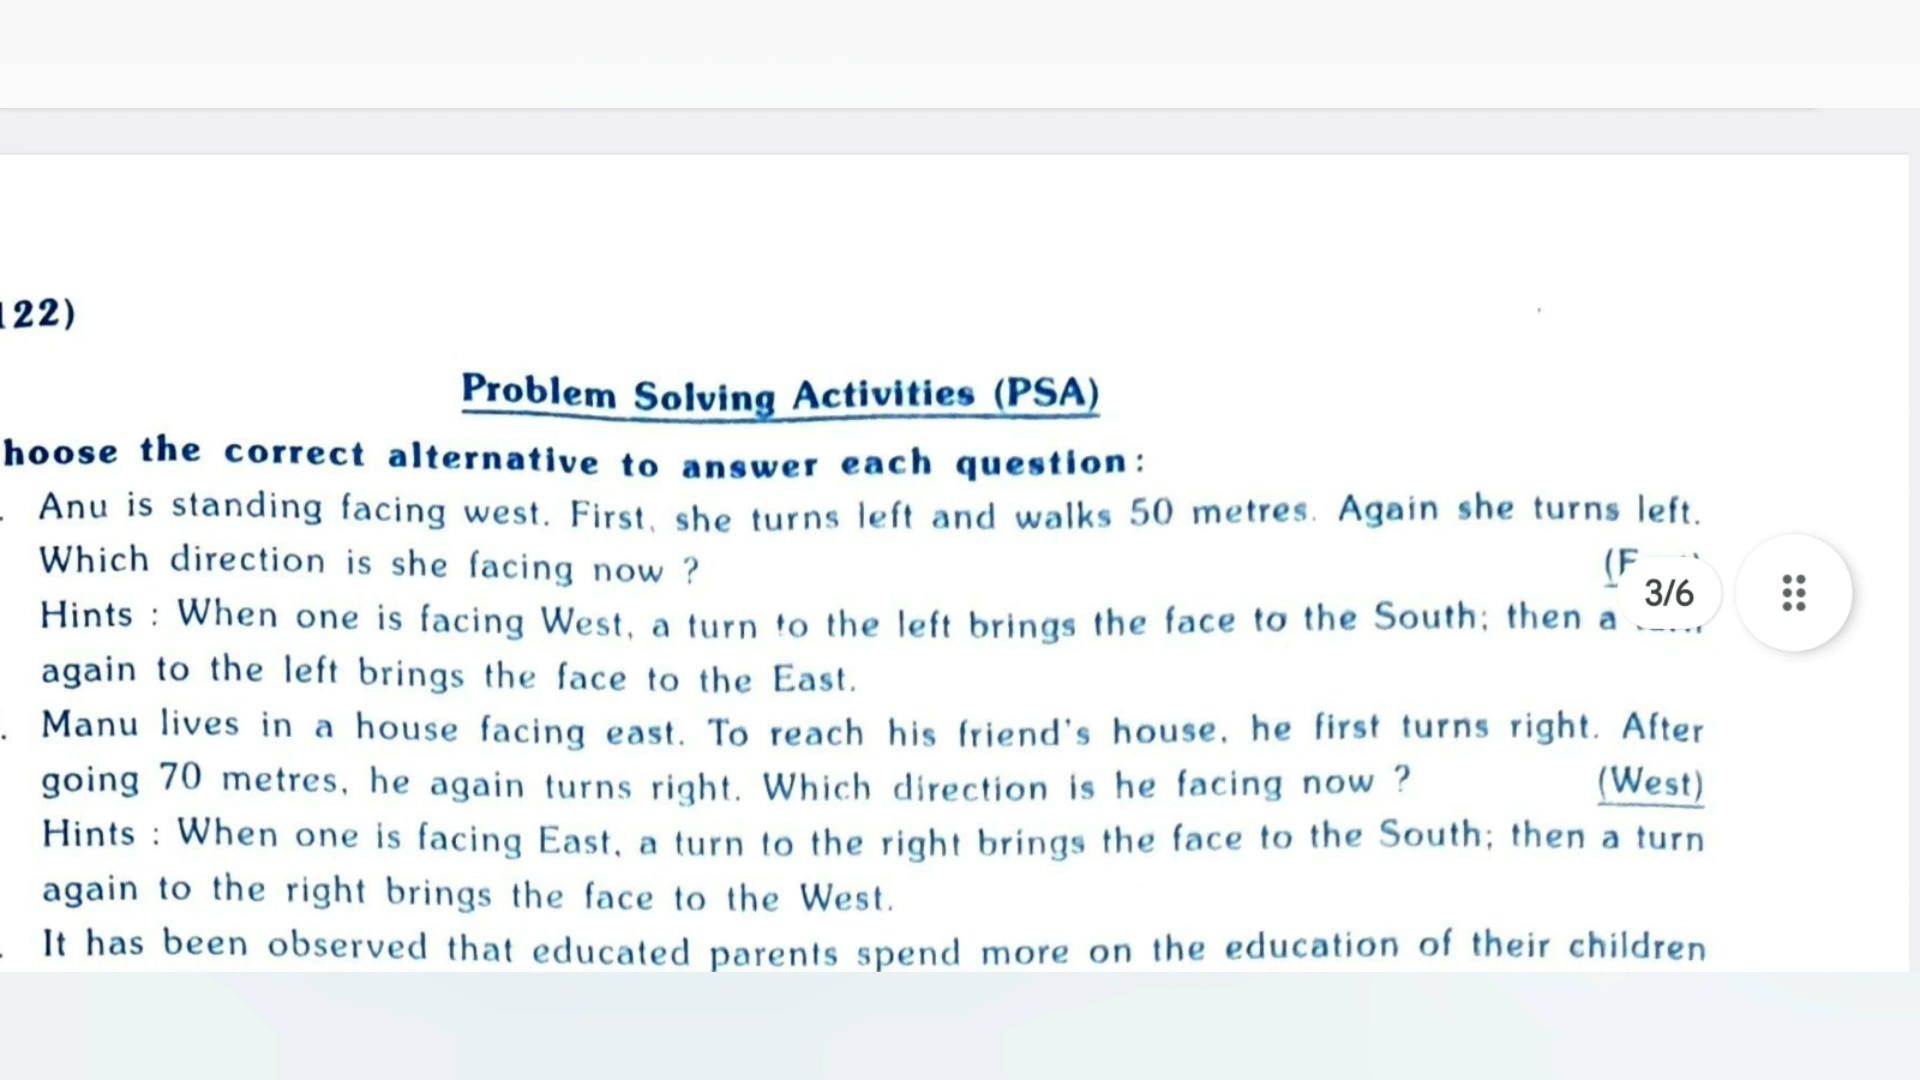 22)
Problem Solving Activities (PSA)
hoose the correct alternative to answer each question:
Anu is standing facing west. First, she turns left and walks 50 metres. Again she turns left.
Which direction is she facing now ?
3/6
Hints : When one is facing West, a turn to the left brings the face to the South; then a
again to the left brings the face to the East.
Manu lives in a house facing east. To reach his friend's house, he first turns right. After
going 70 metres, he again turns right. Which direction is he facing now ? (West)
Hints : When one is facing East, a turn to the right brings the face to the South; then a turn
again to the right brings the face to the West.
It has been observed that educated parents spend more on the education of their children